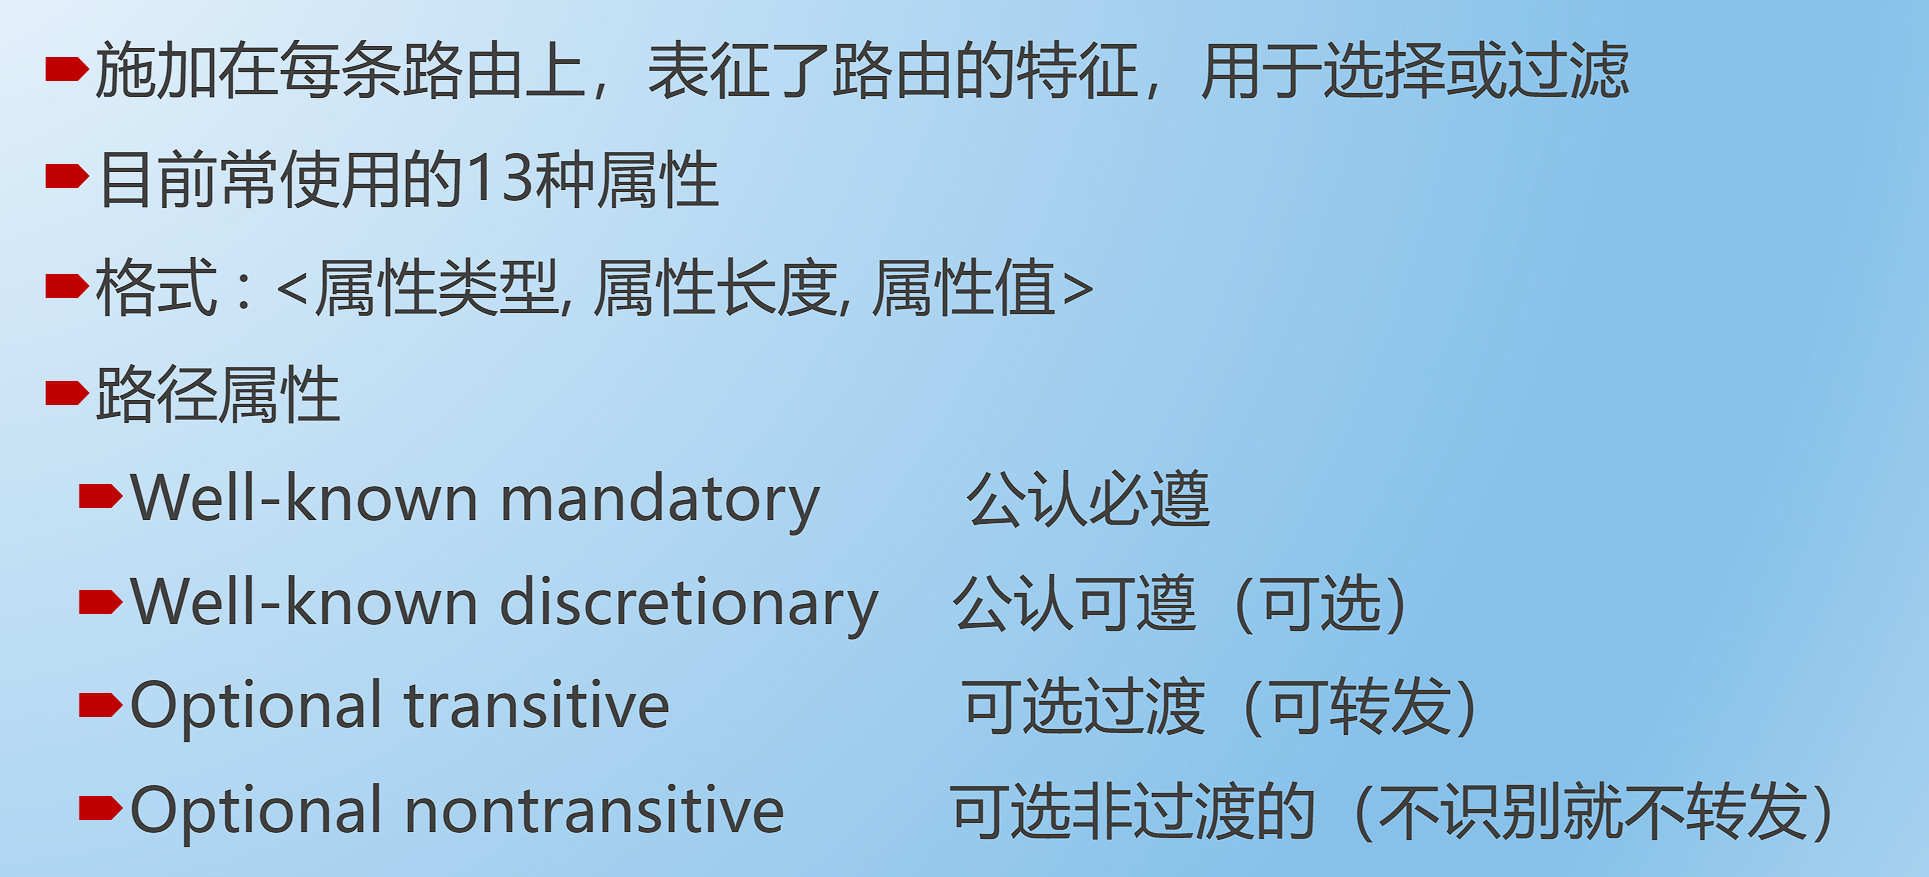 施加在每条路由上，表征了路由的特征，用于选择或过滤
目前常使用的13种属性
格式：<属性类型, 属性长度, 属性值>
路径属性
Well-known mandatory 公认必遵
Well-known discretionary 公认可遵（可选）
Optional transitive 可选过渡（可转发）
Optional nontransitive 可选非过渡的（不识别就不转发）